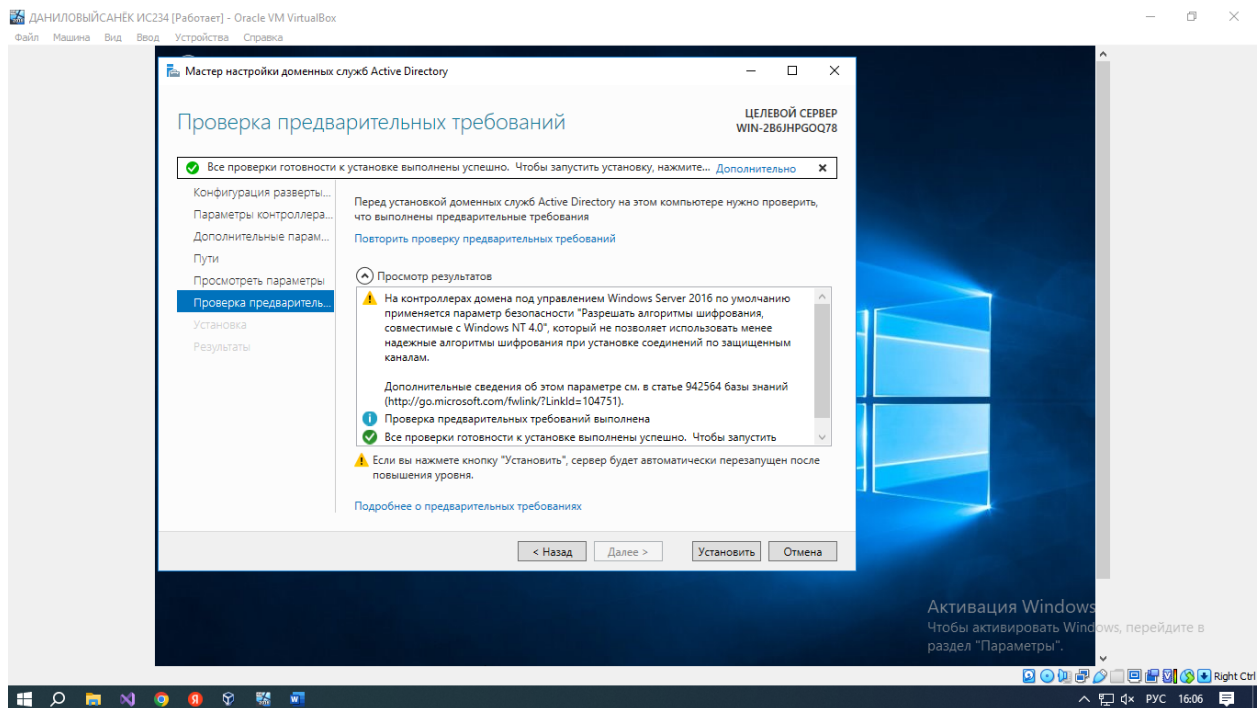 ДАНИЛОВЫЙСАНЁК ИС234 [Работает] - Oracle VM VirtualBox
Файл Машина Вид Ввод Устройства Справка
Мастер настройки доменных служб Active Directory
Проверка предварительных требований
ЦЕЛЕВОЙ СЕРВЕР
WIN-2B6JHPGOQ78
Все проверки готовности к установке выполнены успешно. Чтобы запустить установку, нажмите... Дополнительно
Конфигурация разверты...
Параметры контроллера...
Дополнительные парам...
Пути
Просмотреть параметры
Проверка предваритель...
Установка
Результаты
Перед установкой доменных служб Active Directory на этом компьютере нужно проверить,
что выполнены предварительные требования
Повторить проверку предварительных требований
Просмотр результатов
На контроллерах домена под управлением Windows Server 2016 по умолчанию
применяется параметр безопасности "Разрешать алгоритмы шифрования,
совместимые с Windows NT 4.0", который не позволяет использовать менее
надежные алгоритмы шифрования при установке соединений по защищенным
каналам.
Дополнительные сведения об этом параметре см. в статье 942564 базы знаний
(http://go.microsoft.com/fwlink/?LinkId=104751).
Проверка предварительных требований выполнена
Все проверки готовности к установке выполнены успешно. Чтобы запустить
Если вы нажмете кнопку "Установить", сервер будет автоматически перезапущен после
повышения уровня.
Подробнее о предварительных требованиях
< Назад Далее > Установить Отмена
Активация Windows
Чтобы активировать Windows, перейдите в
раздел "Параметры".
Right Ctrl
РУС 16:06